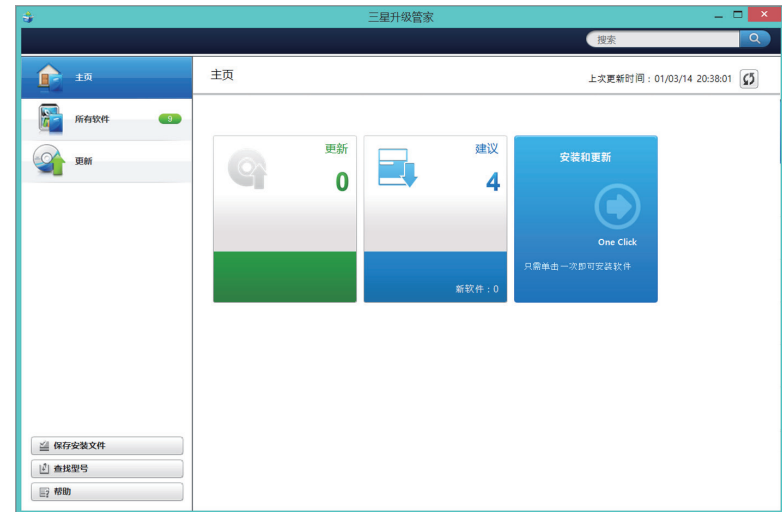 三星升级管家
搜索
主页
主页
上次更新时间：01/03/14 20:38:01
所有软件
9
更新
更新
0
建议
4
新软件：0
安装和更新
One Click
只需单击一次即可安装软件
保存安装文件
查找型号
帮助